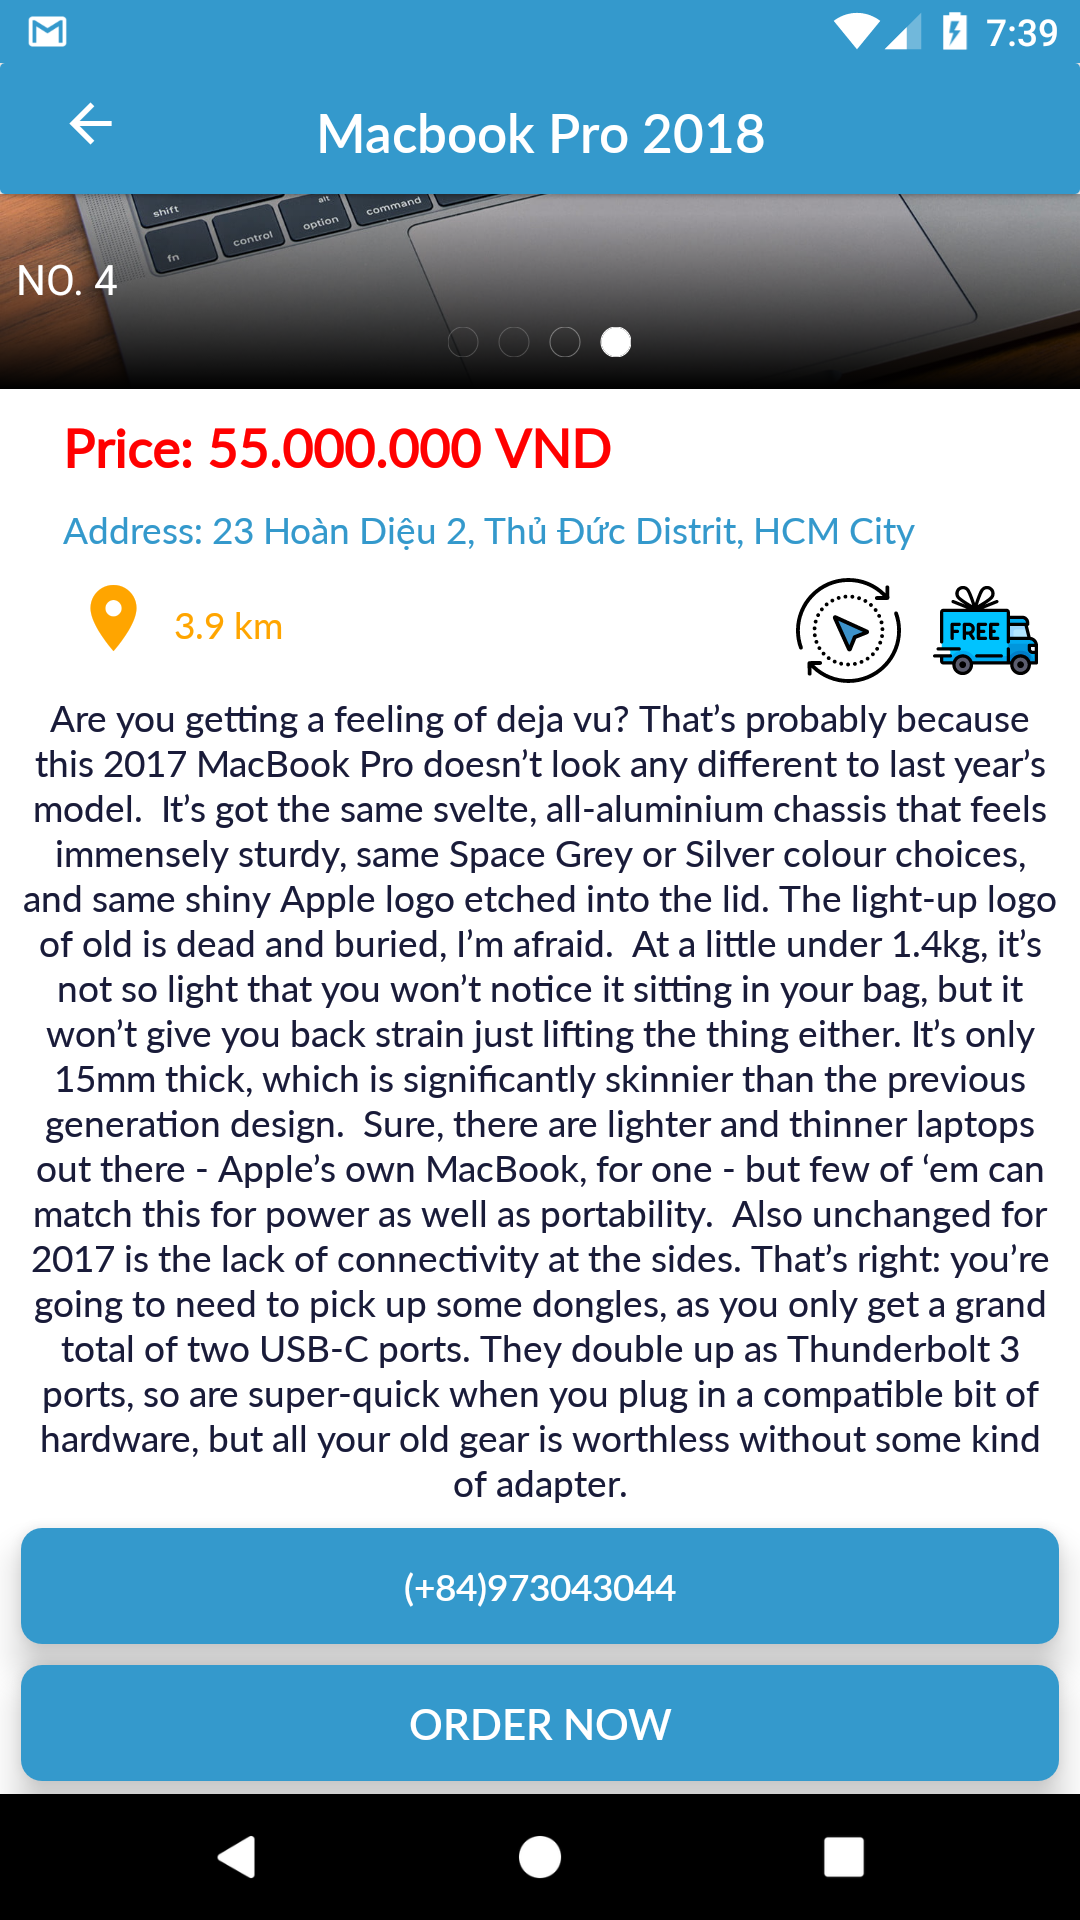 7:39
Macbook Pro 2018
shift
alt
fn
control
option
command
NO. 4
Price: 55.000.000 VND
Address: 23 Hoàn Diệu 2, Thủ Đức Distrit, HCM City
3.9 km
FREE
Are you getting a feeling of deja vu? That’s probably because
this 2017 MacBook Pro doesn’t look any different to last year’s
model.  It’s got the same svelte, all-aluminium chassis that feels
immensely sturdy, same Space Grey or Silver colour choices,
and same shiny Apple logo etched into the lid. The light-up logo
of old is dead and buried, I’m afraid.  At a little under 1.4kg, it’s
not so light that you won’t notice it sitting in your bag, but it
won’t give you back strain just lifting the thing either. It’s only
15mm thick, which is significantly skinnier than the previous
generation design.  Sure, there are lighter and thinner laptops
out there - Apple’s own MacBook, for one - but few of ‘em can
match this for power as well as portability.  Also unchanged for
2017 is the lack of connectivity at the sides. That’s right: you’re
going to need to pick up some dongles, as you only get a grand
total of two USB-C ports. They double up as Thunderbolt 3
ports, so are super-quick when you plug in a compatible bit of
hardware, but all your old gear is worthless without some kind
of adapter.
(+84)973043044
ORDER NOW